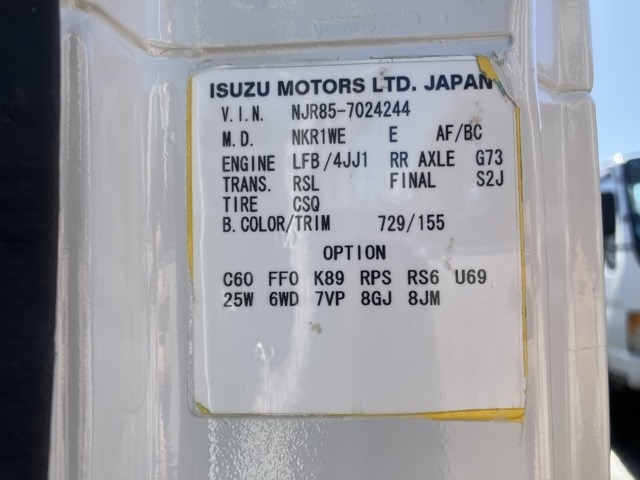 ISUZU MOTORS LTD. JAPAN
V.I.N. NJR85-7024244
M.D. NKR1WE E AF/BC
ENGINE LFB/4JJ1 RR AXLE G73
TRANS. RSL FINAL S2J
TIRE CSQ
B.COLOR/TRIM 729/155
OPTION
C60 FFO K89 RPS RS6 U69
25W 6WD 7VP 8GJ 8JM